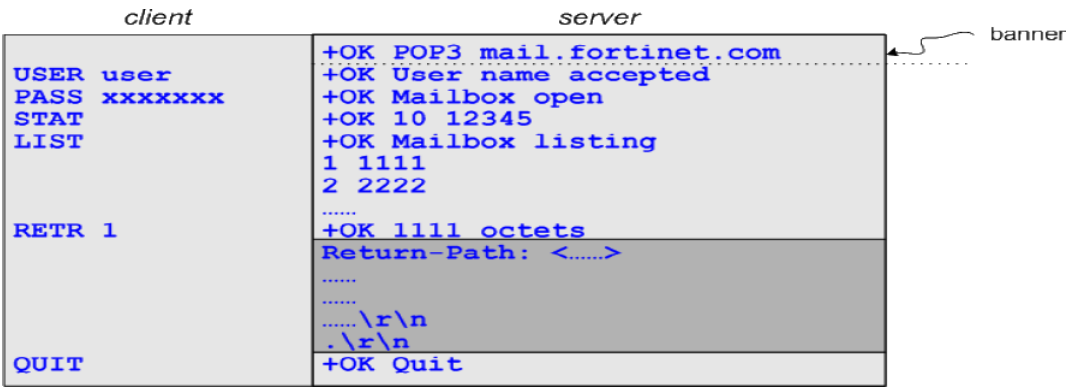 client server
banner
+OK POP3 mail.fortinet.com
USER user +OK User name accepted
PASS xxxxxxx +OK Mailbox open
STAT +OK 10 12345
LIST +OK Mailbox listing
1 1111
2 2222
......
RETR 1 +OK 1111 octets
Return-Path: <......>
......
......
......\r\n
.\r\n
QUIT +OK Quit